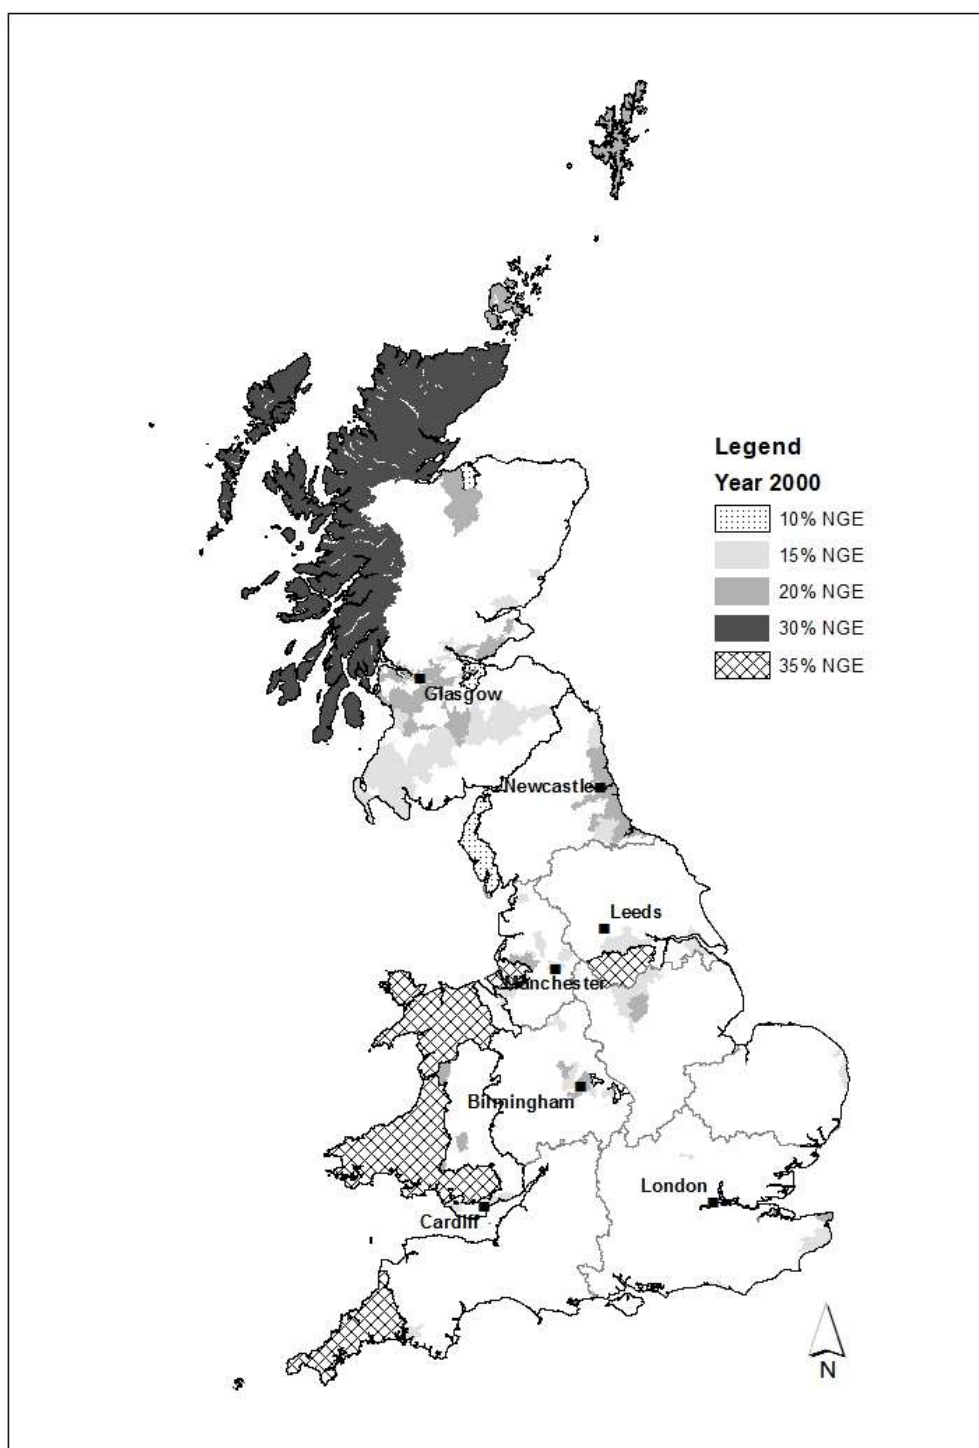 Legend
Year 2000
10% NGE
15% NGE
20% NGE
30% NGE
35% NGE
Glasgow
Newcastle
Leeds
Manchester
Birmingham
London
Cardiff
N